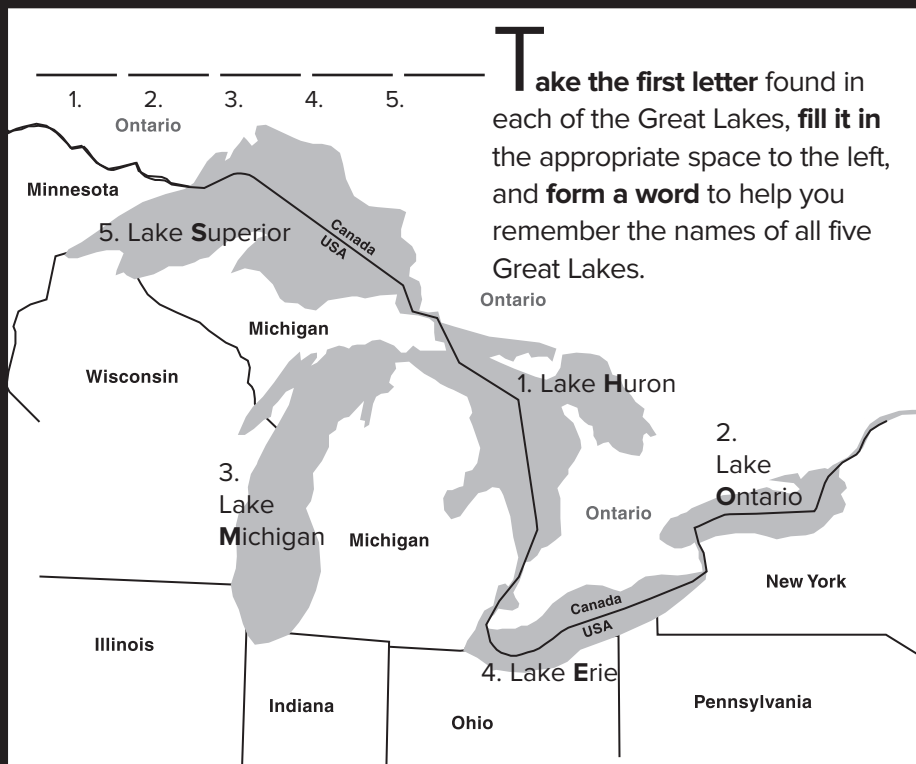 Take the first letter found in
each of the Great Lakes, fill it in
the appropriate space to the left,
and form a word to help you
remember the names of all five
Great Lakes.
1. 2. 3. 4. 5.
Ontario
Minnesota
5. Lake Superior
Canada
USA
Ontario
Michigan
Wisconsin
1. Lake Huron
2.
Lake
Ontario
3.
Lake
Michigan
Michigan
Ontario
New York
Canada
USA
Illinois
4. Lake Erie
Indiana
Ohio
Pennsylvania